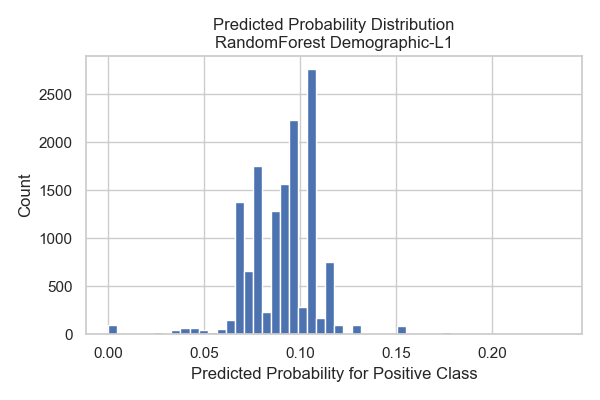 Predicted Probability Distribution
RandomForest Demographic-L1
2500
2000
1500
1000
500
0
Count
0.00 0.05 0.10 0.15 0.20
Predicted Probability for Positive Class